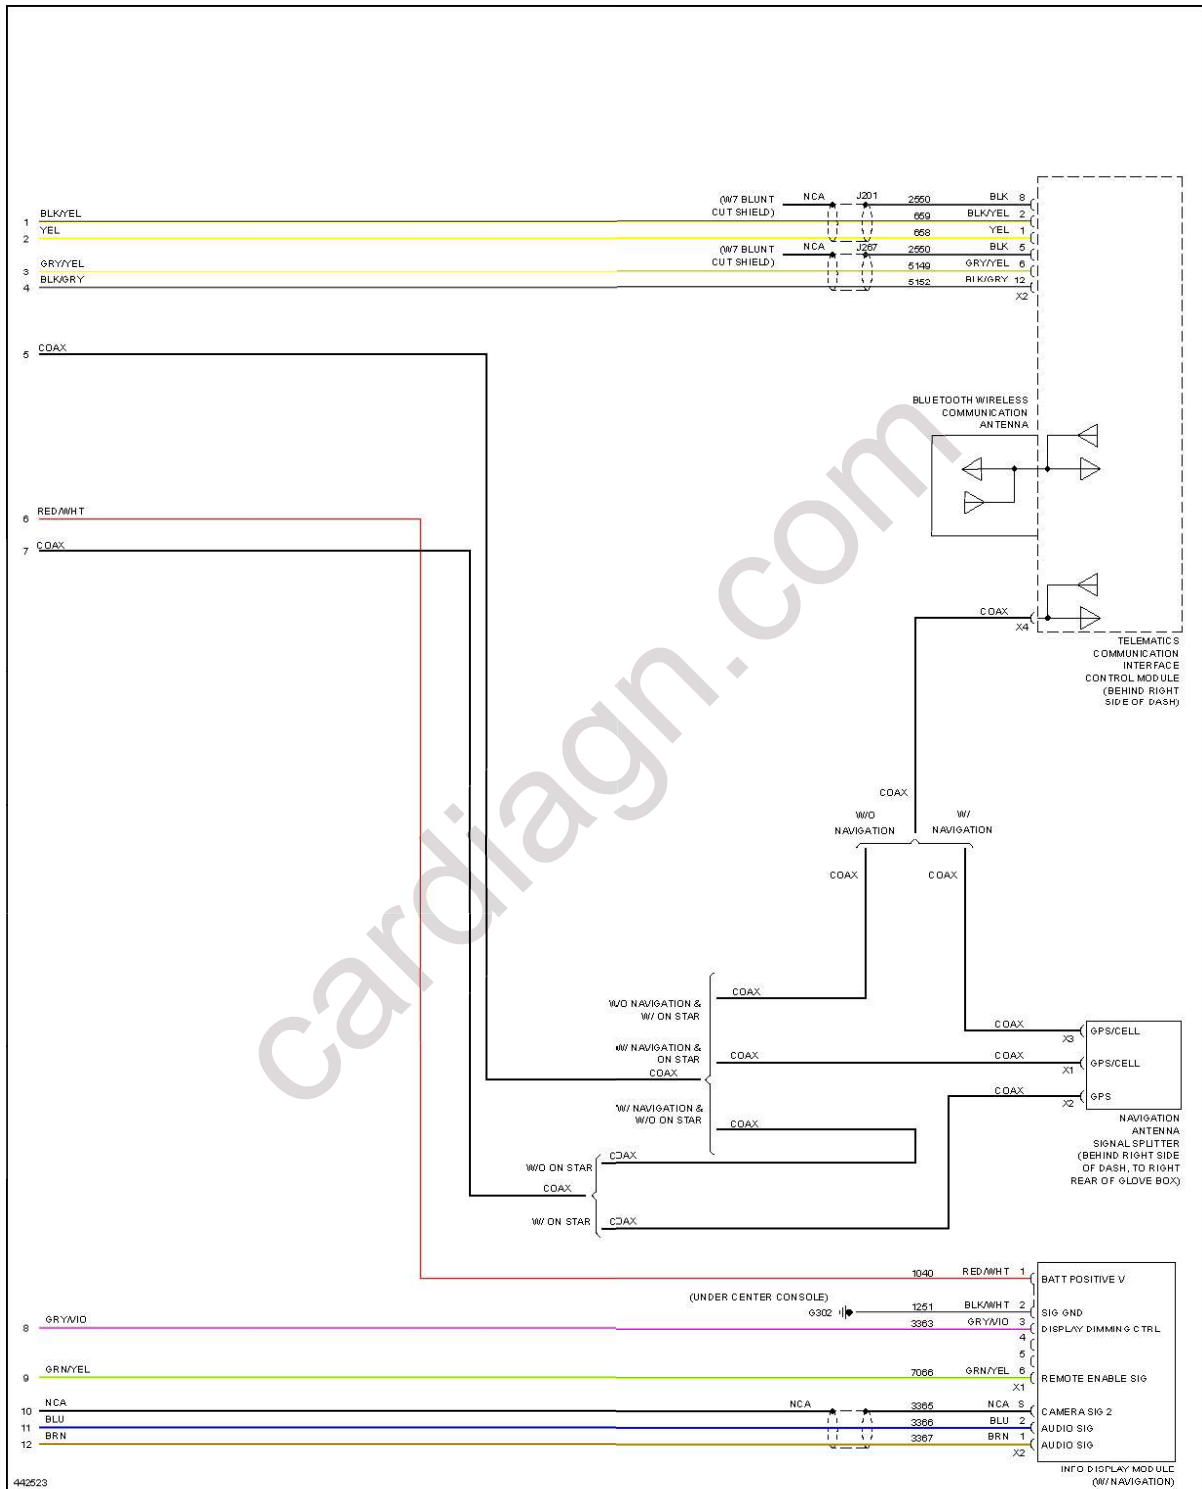 (W7 BLUNT CUT SHIELD) NCA J201 2550 BLK 8
1 BLK/YEL 659 BLK/YEL 2
2 YEL 658 YEL 1
(W7 BLUNT CUT SHIELD) NCA J267 2550 BLK 5
3 GRY/YEL 5149 GRY/YEL 6
4 BLK/GRY 5152 BLK/GRY 12
X2
5 COAX
BLUETOOTH WIRELESS
COMMUNICATION
ANTENNA
6 RED/WHT
7 COAX
COAX
X4
TELEMATICS
COMMUNICATION
INTERFACE
CONTROL MODULE
(BEHIND RIGHT
SIDE OF DASH)
cardiagn.com
COAX
W/O NAVIGATION
W/ NAVIGATION
COAX COAX
W/O NAVIGATION &
W/ ON STAR
COAX
COAX X3 GPS/CELL
W/ NAVIGATION &
ON STAR
COAX
COAX COAX X1 GPS/CELL
W/ NAVIGATION &
W/O ON STAR
COAX
COAX X2 GPS
NAVIGATION
ANTENNA
SIGNAL SPLITTER
(BEHIND RIGHT SIDE
OF DASH, TO RIGHT
REAR OF GLOVE BOX)
W/O ON STAR COAX
COAX
W/ ON STAR COAX
1040 RED/WHT 1 BATT POSITIVE V
(UNDER CENTER CONSOLE)
G302 1251 BLK/WHT 2 SIG GND
8 GRY/VIO 3363 GRY/VIO 3 DISPLAY DIMMING CTRL
4
5
9 GRN/YEL 7066 GRN/YEL 6 REMOTE ENABLE SIG
X1
10 NCA NCA 3365 NCA S CAMERA SIG 2
11 BLU 3366 BLU 2 AUDIO SIG
12 BRN 3367 BRN 1 AUDIO SIG
X2
INFO DISPLAY MODULE
(W/ NAVIGATION)
442523